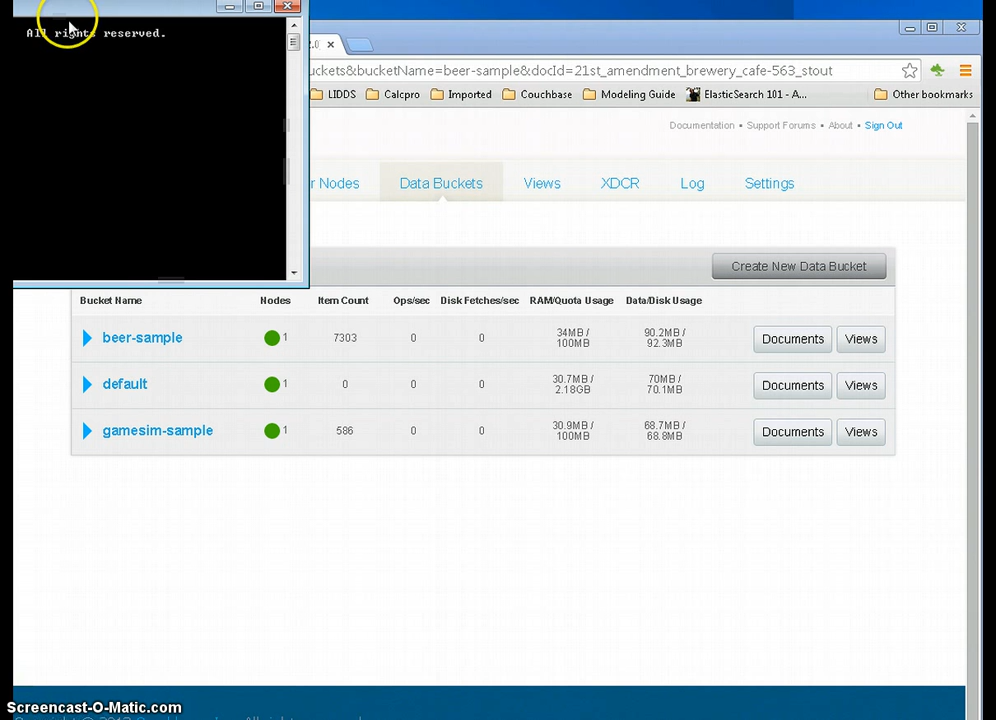 All rights reserved.
2.0
uckets&bucketName=beer-sample&docId=21st_amendment_brewery_cafe-563_stout
LIDDS Calcpro Imported Couchbase Modeling Guide ElasticSearch 101 - A... Other bookmarks
Documentation • Support Forums • About • Sign Out
r Nodes Data Buckets Views XDCR Log Settings
Create New Data Bucket
Bucket Name Nodes Item Count Ops/sec Disk Fetches/sec RAM/Quota Usage Data/Disk Usage
beer-sample 1 7303 0 0 34MB / 100MB 90.2MB / 92.3MB Documents Views
default 1 0 0 0 30.7MB / 2.18GB 70MB / 70.1MB Documents Views
gamesim-sample 1 586 0 0 30.9MB / 100MB 68.7MB / 68.8MB Documents Views
Screencast-O-Matic.com